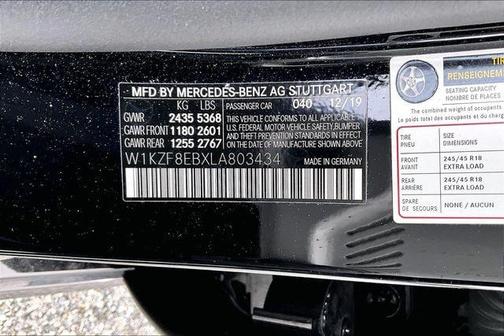 MFD BY MERCEDES-BENZ AG STUTTGART
KG LBS PASSENGER CAR 040 12/19
GVWR 2435 5368 THIS VEHICLE CONFORMS TO ALL APPLICABLE
GAWR FRONT 1180 2601 U.S. FEDERAL MOTOR VEHICLE SAFETY
GAWR REAR 1255 2767 BUMPER, AND THEFT PREVENTION STANDARDS
IN EFFECT ON THE DATE OF MANUFACTURE SHOWN ABOVE.
W1KZF8EBXLA803434 MADE IN GERMANY
TIR
RENSEIGNEM
SEATING CAPACITY
NOMBRE DE PLACES
The combined weight of occupants
TIRE PNEU SIZE DIMENSIONS
FRONT AVANT 245/45 R18 EXTRA LOAD
REAR ARRIÈRE 245/45 R18 EXTRA LOAD
SPARE DE SECOURS NONE / AUCUN